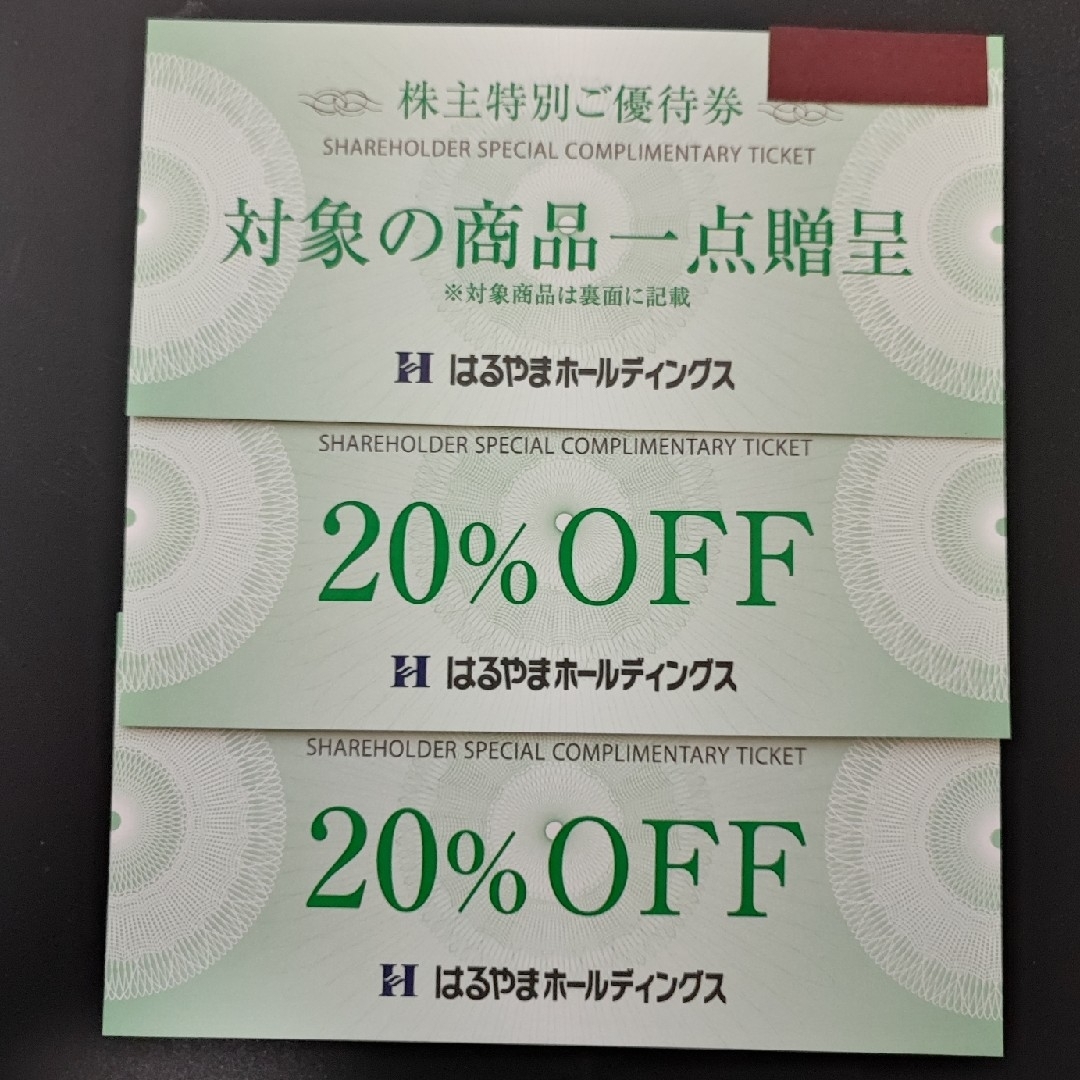 株主特別ご優待券
SHAREHOLDER SPECIAL COMPLIMENTARY TICKET
対象の商品一点贈呈
※対象商品は裏面に記載
H はるやまホールディングス
SHAREHOLDER SPECIAL COMPLIMENTARY TICKET
20%OFF
H はるやまホールディングス
SHAREHOLDER SPECIAL COMPLIMENTARY TICKET
20%OFF
H はるやまホールディングス